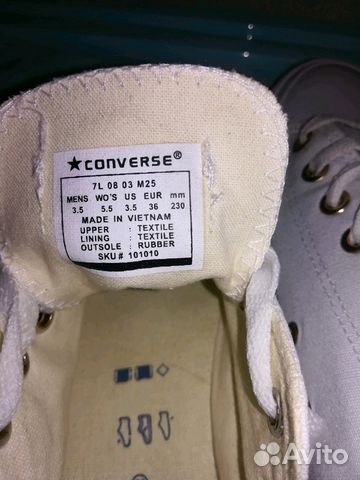 ★CONVERSE®
7L 08 03 M25
MENS WO'S US EUR mm
3.5 5.5 3.5 36 230
MADE IN VIETNAM
UPPER : TEXTILE
LINING : TEXTILE
OUTSOLE : RUBBER
SKU# 101010
Avito